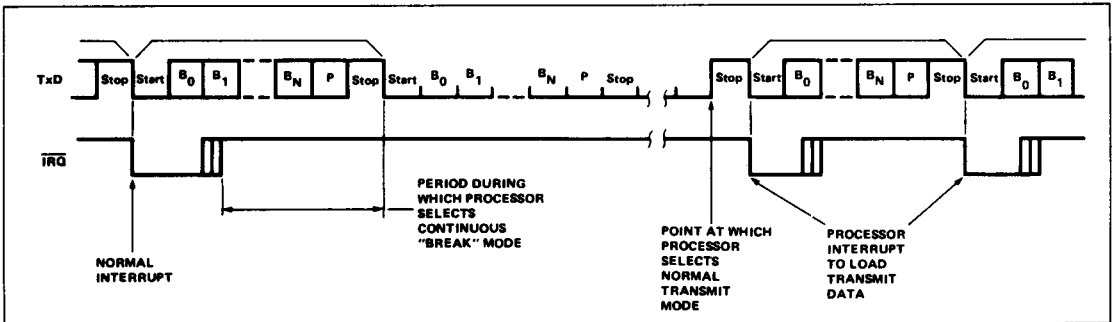 TxD Stop Start B0 B1 BN P Stop Start B0 B1 BN P Stop Stop Start B0 BN P Stop Start B0 B1
IRQ
NORMAL
INTERRUPT
PERIOD DURING
WHICH PROCESSOR
SELECTS
CONTINUOUS
"BREAK" MODE
POINT AT WHICH
PROCESSOR
SELECTS
NORMAL
TRANSMIT
MODE
PROCESSOR
INTERRUPT
TO LOAD
TRANSMIT
DATA